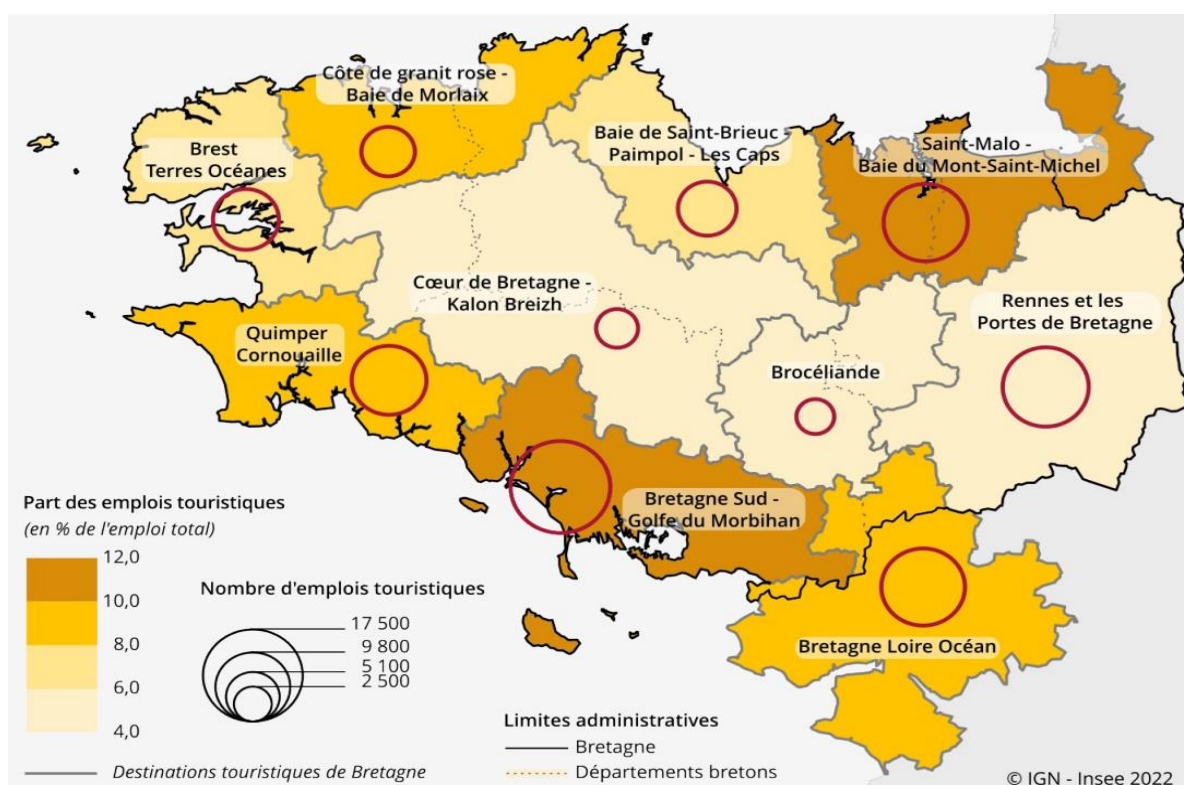 Côte de granit rose -
Baie de Morlaix
Brest
Terres Océanes
Baie de Saint-Brieuc -
Paimpol - Les Caps
Saint-Malo -
Baie du Mont-Saint-Michel
Cœur de Bretagne -
Kalon Breizh
Rennes et les
Portes de Bretagne
Quimper
Cornouaille
Brocéliande
Bretagne Sud -
Golfe du Morbihan
Bretagne Loire Océan
Part des emplois touristiques
(en % de l'emploi total)
12,0
10,0
8,0
6,0
4,0
Nombre d'emplois touristiques
17 500
9 800
5 100
2 500
Limites administratives
Bretagne
Départements bretons
Destinations touristiques de Bretagne
© IGN - Insee 2022